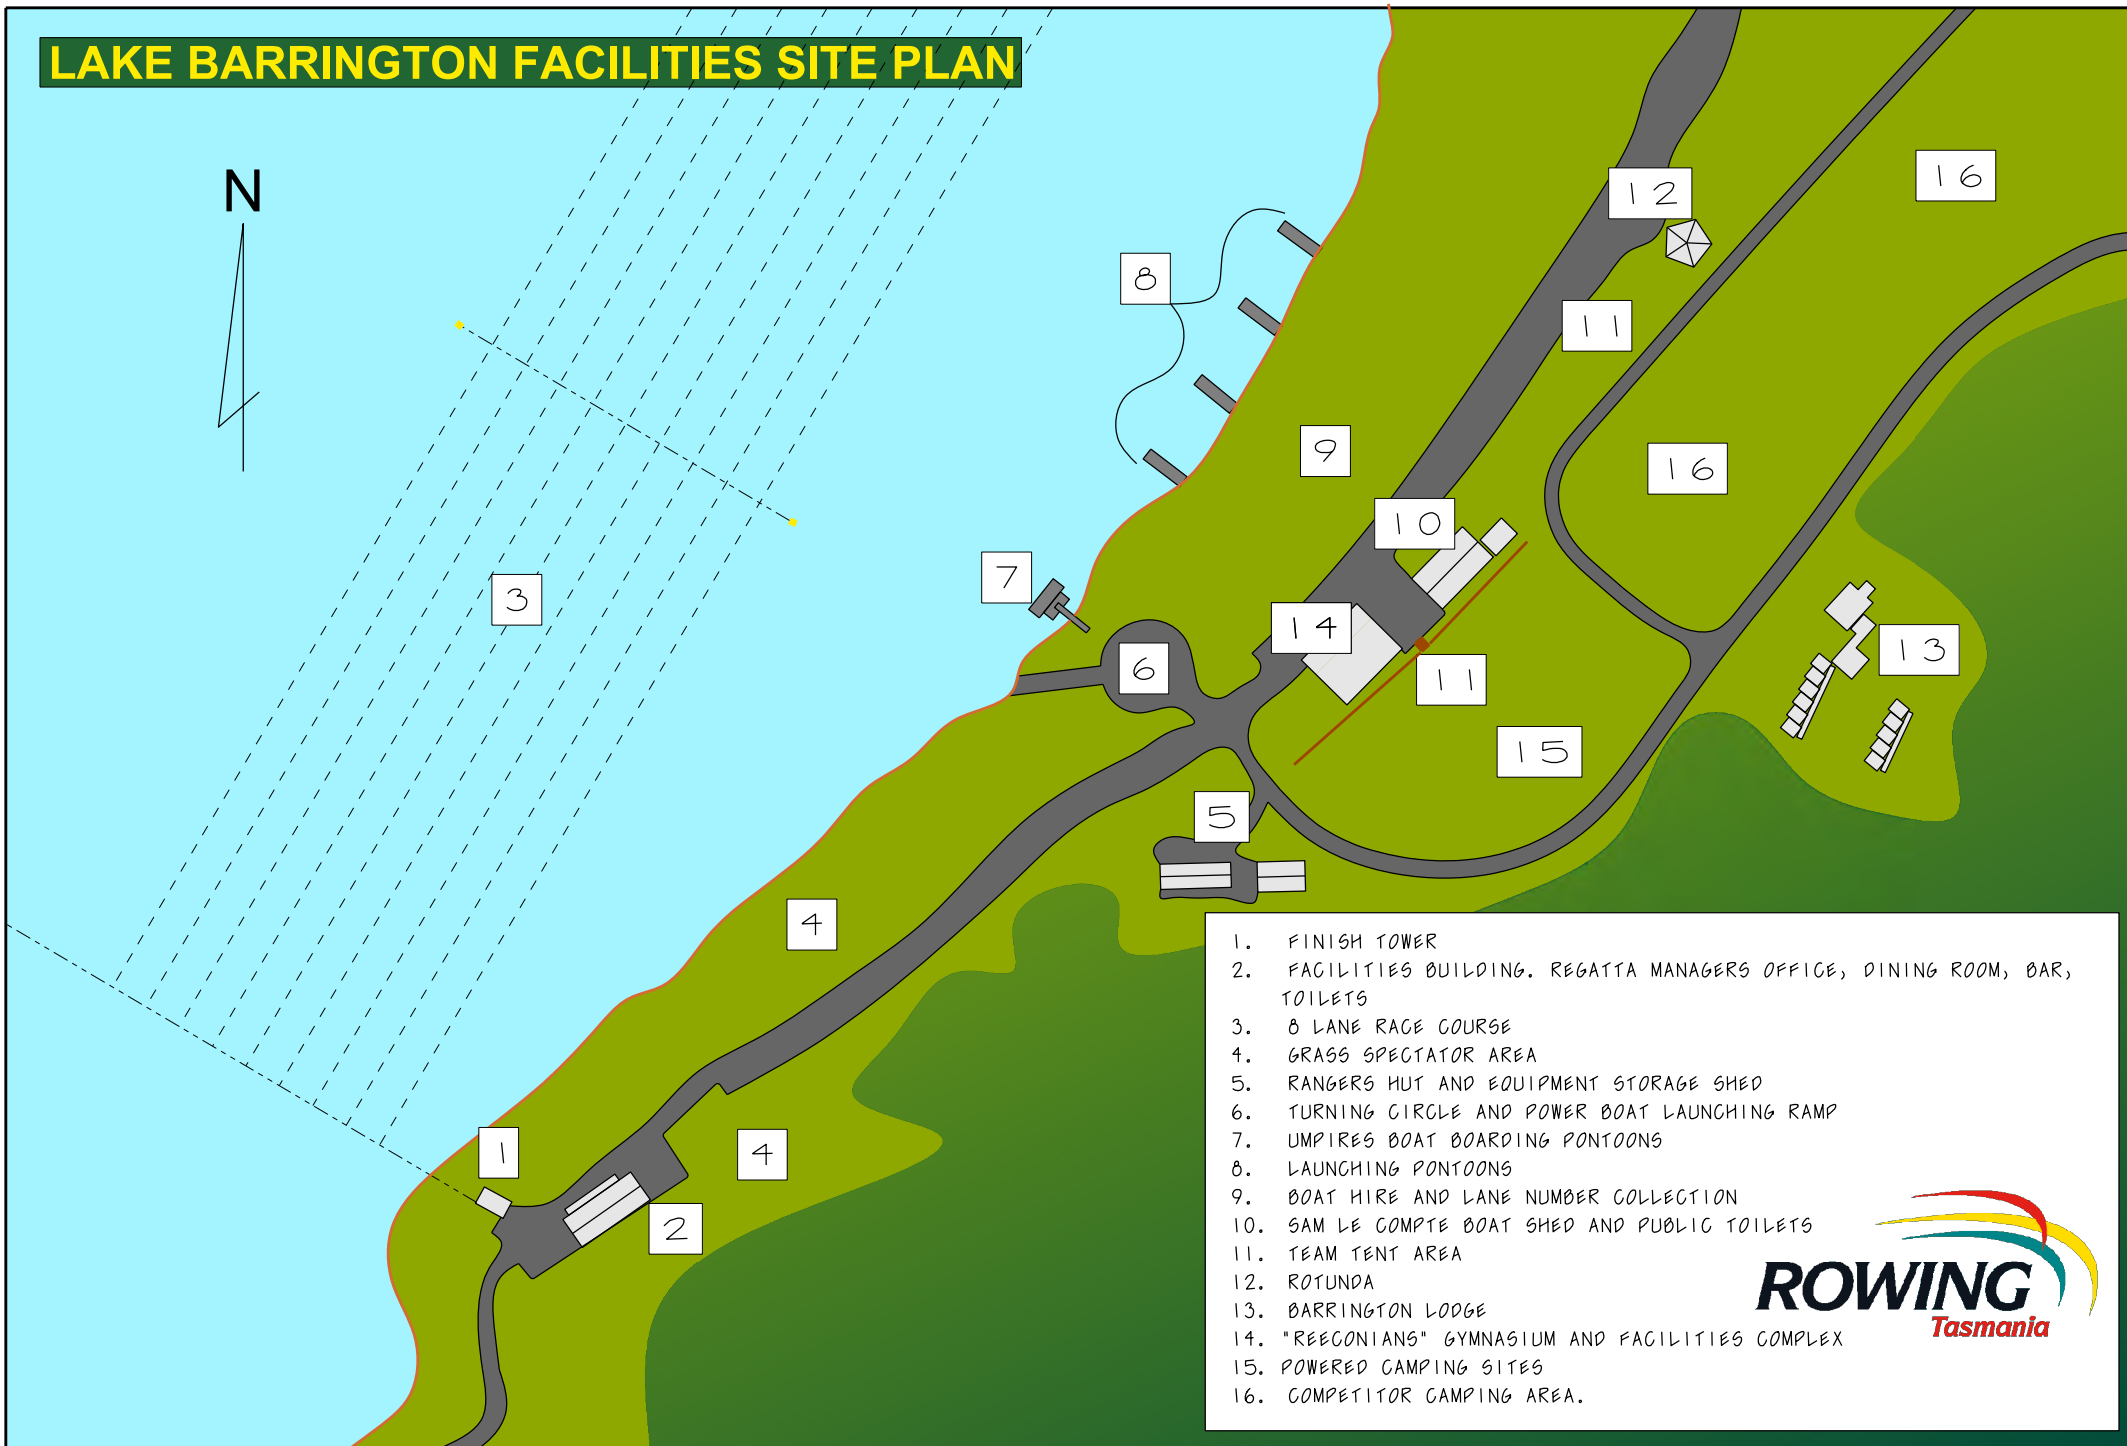 LAKE BARRINGTON FACILITIES SITE PLAN
N
12
16
8
11
9
16
10
7
3
14
6
13
11
15
5
4
1
4
2
1. FINISH TOWER
2. FACILITIES BUILDING. REGATTA MANAGERS OFFICE, DINING ROOM, BAR,
TOILETS
3. 8 LANE RACE COURSE
4. GRASS SPECTATOR AREA
5. RANGERS HUT AND EQUIPMENT STORAGE SHED
6. TURNING CIRCLE AND POWER BOAT LAUNCHING RAMP
7. UMPIRES BOAT BOARDING PONTOONS
8. LAUNCHING PONTOONS
9. BOAT HIRE AND LANE NUMBER COLLECTION
10. SAM LE COMPTE BOAT SHED AND PUBLIC TOILETS
11. TEAM TENT AREA
12. ROTUNDA
13. BARRINGTON LODGE
14. "REECONIANS" GYMNASIUM AND FACILITIES COMPLEX
15. POWERED CAMPING SITES
16. COMPETITOR CAMPING AREA.
ROWING
Tasmania